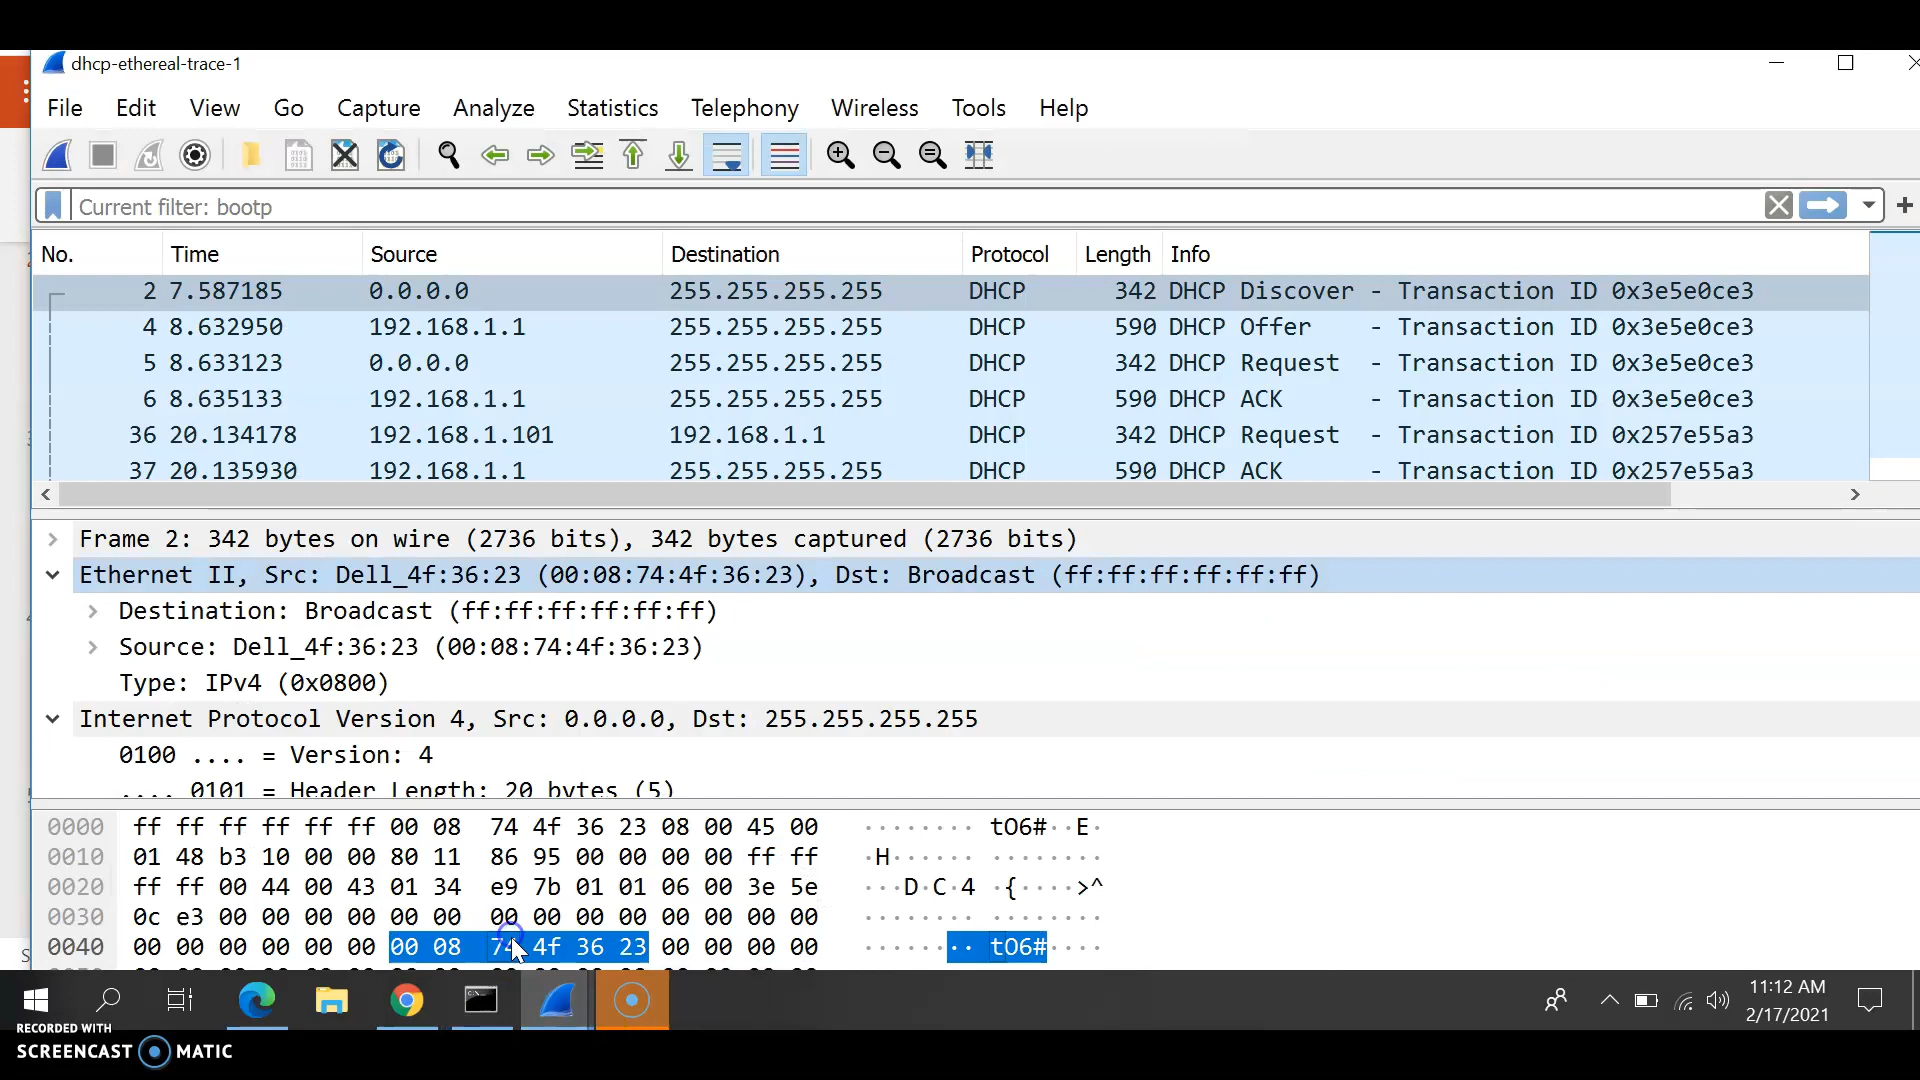 dhcp-ethereal-trace-1
File Edit View Go Capture Analyze Statistics Telephony Wireless Tools Help
Current filter: bootp
No. Time Source Destination Protocol Length Info
2 7.587185 0.0.0.0 255.255.255.255 DHCP 342 DHCP Discover - Transaction ID 0x3e5e0ce3
4 8.632950 192.168.1.1 255.255.255.255 DHCP 590 DHCP Offer - Transaction ID 0x3e5e0ce3
5 8.633123 0.0.0.0 255.255.255.255 DHCP 342 DHCP Request - Transaction ID 0x3e5e0ce3
6 8.635133 192.168.1.1 255.255.255.255 DHCP 590 DHCP ACK - Transaction ID 0x3e5e0ce3
36 20.134178 192.168.1.101 192.168.1.1 DHCP 342 DHCP Request - Transaction ID 0x257e55a3
37 20.135930 192.168.1.1 255.255.255.255 DHCP 590 DHCP ACK - Transaction ID 0x257e55a3
Frame 2: 342 bytes on wire (2736 bits), 342 bytes captured (2736 bits)
Ethernet II, Src: Dell_4f:36:23 (00:08:74:4f:36:23), Dst: Broadcast (ff:ff:ff:ff:ff:ff)
Destination: Broadcast (ff:ff:ff:ff:ff:ff)
Source: Dell_4f:36:23 (00:08:74:4f:36:23)
Type: IPv4 (0x0800)
Internet Protocol Version 4, Src: 0.0.0.0, Dst: 255.255.255.255
0100 .... = Version: 4
.... 0101 = Header Length: 20 bytes (5)
0000 ff ff ff ff ff ff 00 08 74 4f 36 23 08 00 45 00 ········ tO6#··E·
0010 01 48 b3 10 00 00 80 11 86 95 00 00 00 00 ff ff ·H······ ········
0020 ff ff 00 44 00 43 01 34 e9 7b 01 01 06 00 3e 5e ···D·C·4 ·{····>^
0030 0c e3 00 00 00 00 00 00 00 00 00 00 00 00 00 00 ········ ········
0040 00 00 00 00 00 00 00 08 74 4f 36 23 00 00 00 00 ········ tO6#····
11:12 AM
2/17/2021
RECORDED WITH
SCREENCAST MATIC